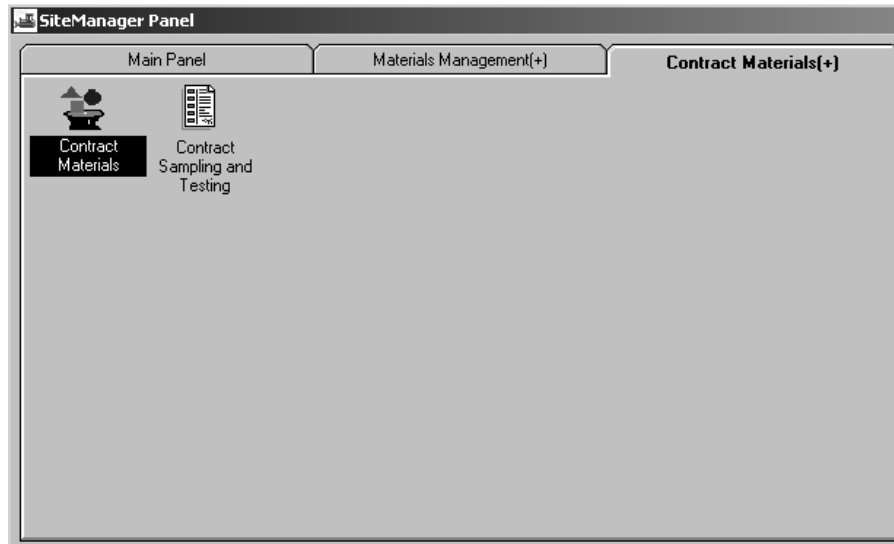 SiteManager Panel
Main Panel
Materials Management(+)
Contract Materials(+)
Contract
Materials
Contract
Sampling and
Testing